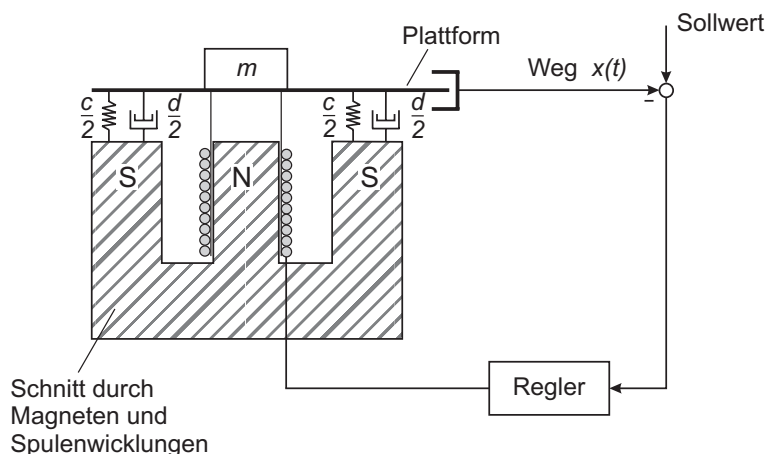 Sollwert
Plattform
m
Weg x(t)
c/2
d/2
c/2
d/2
–
S
N
S
Regler
Schnitt durch
Magneten und
Spulenwicklungen